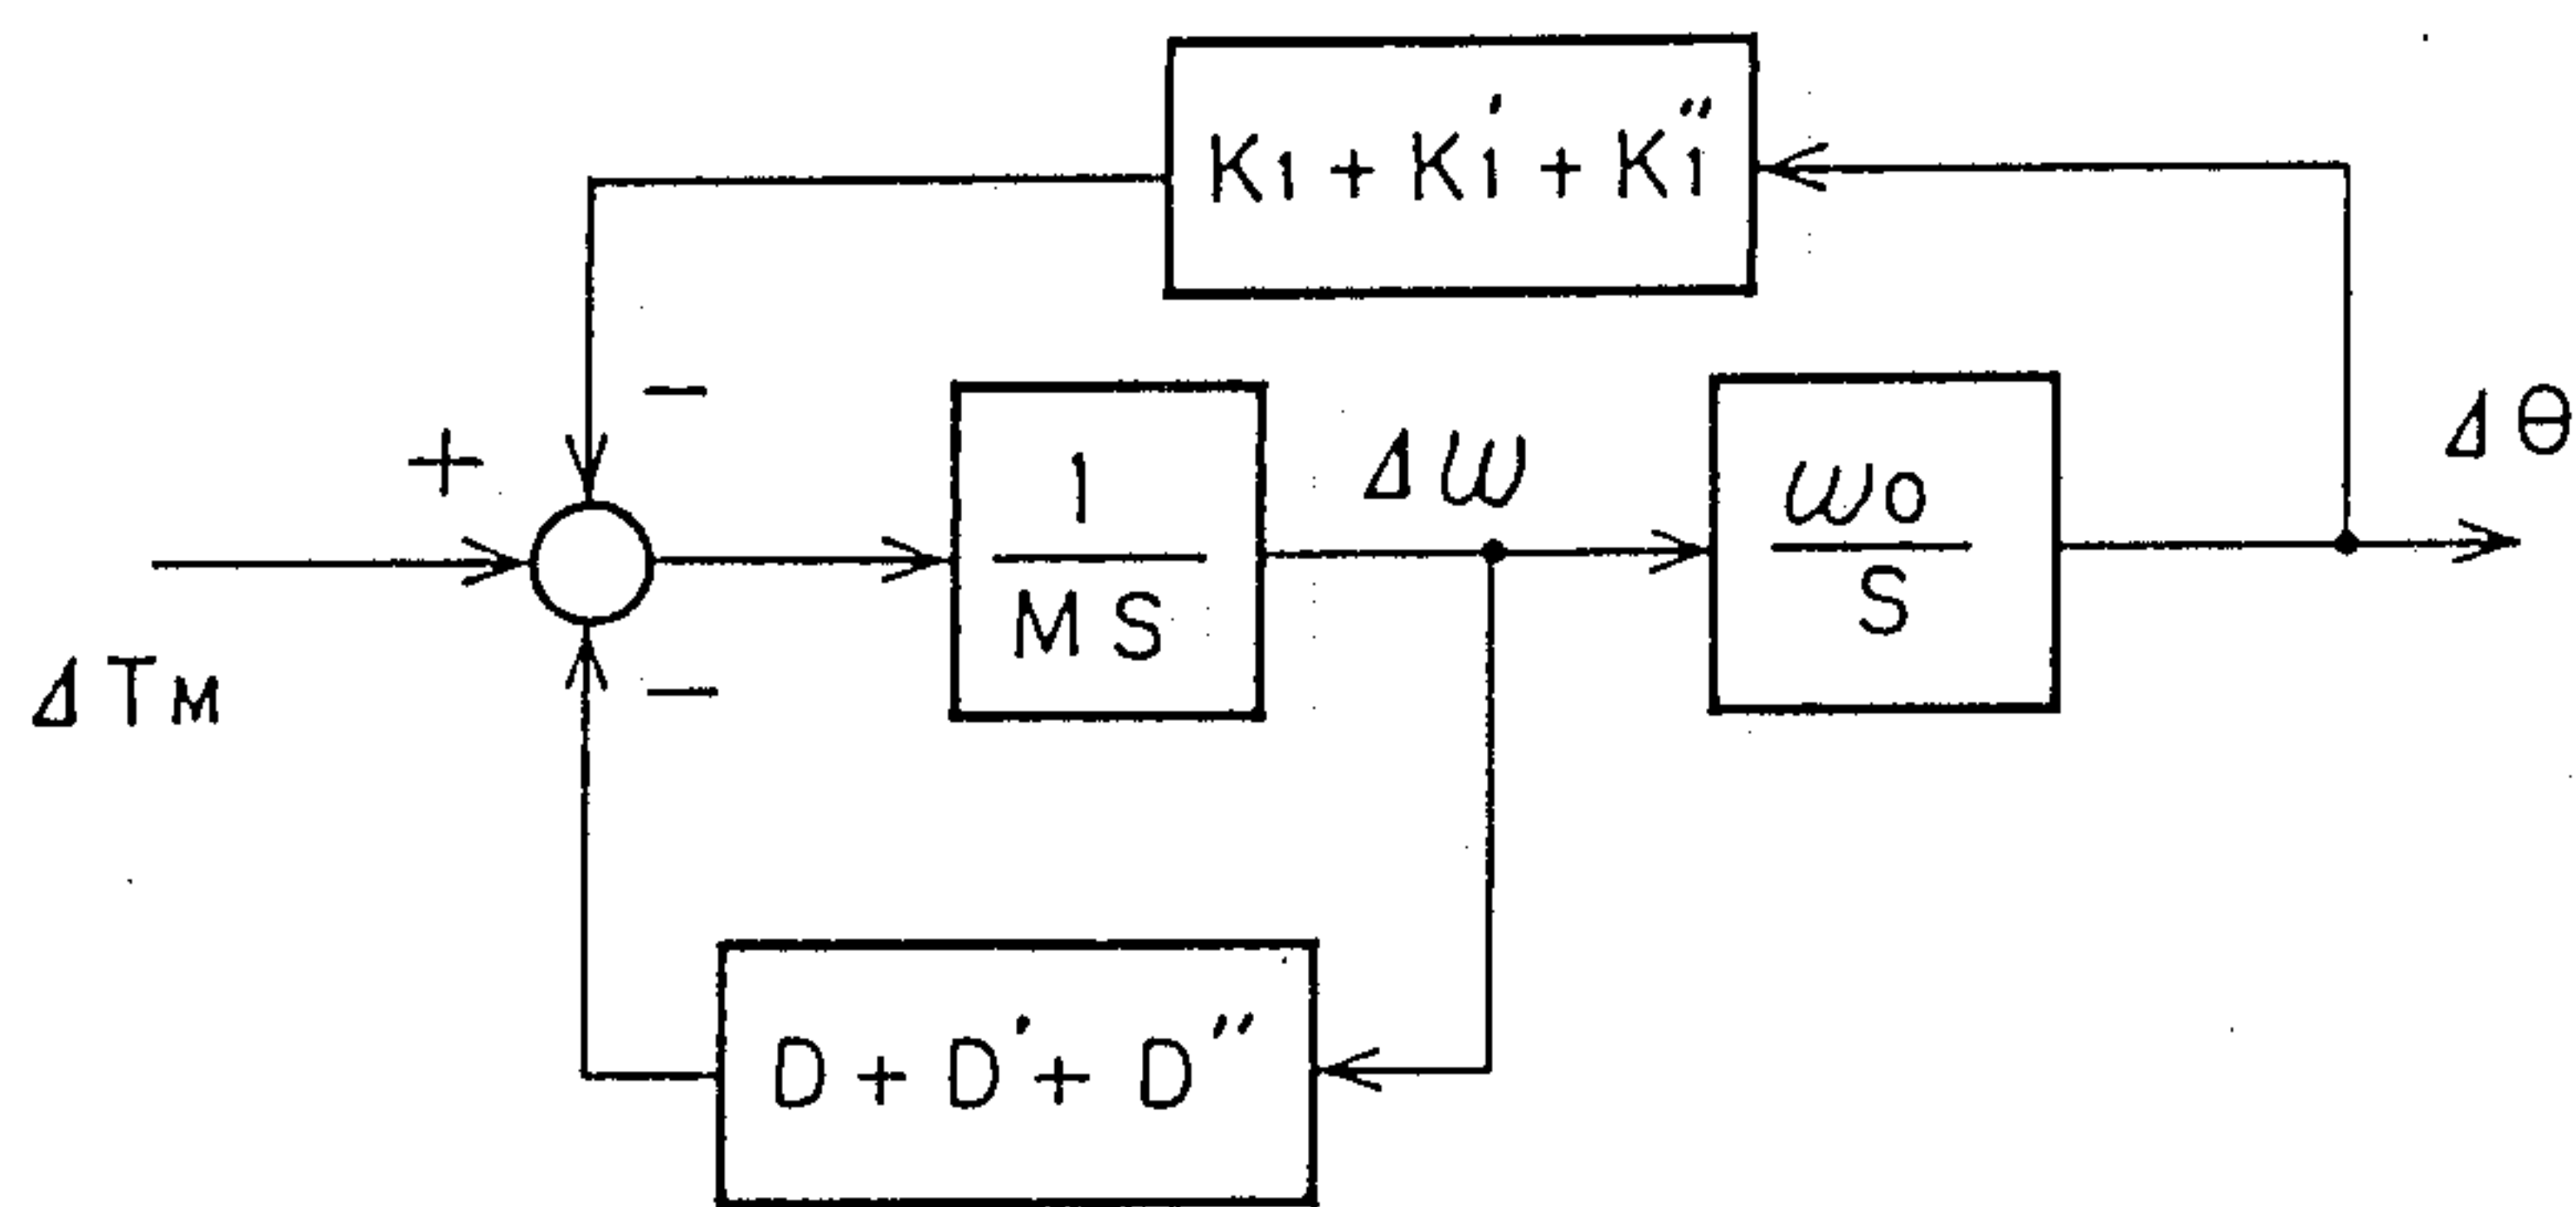 K1 + K1' + K1''
−
+
1
MS
Δω
ω0
S
Δθ
ΔTM
−
D + D' + D''